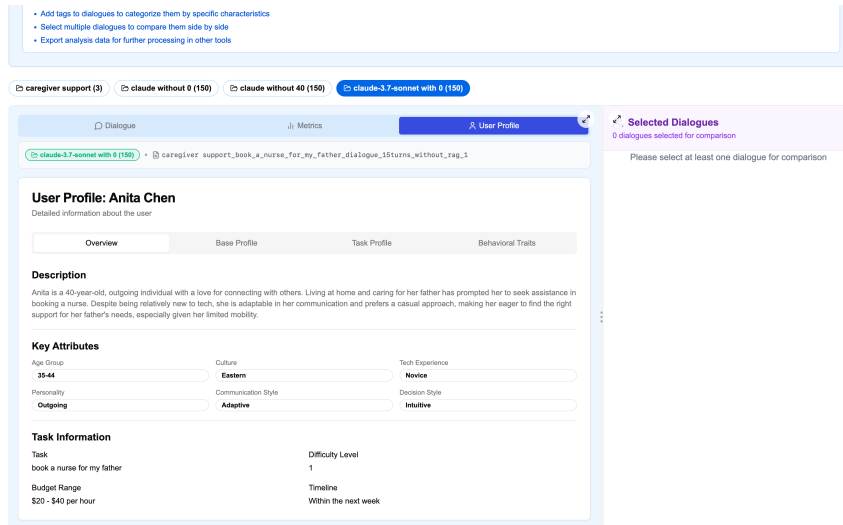 Add tags to dialogues to categorize them by specific characteristics
Select multiple dialogues to compare them side by side
Export analysis data for further processing in other tools
caregiver support (3) claude without 0 (150) claude without 40 (150) claude-3.7-sonnet with 0 (150)
Dialogue Metrics User Profile
claude-3.7-sonnet with 0 (150) • caregiver support_book_a_nurse_for_my_father_dialogue_15turns_without_rag_1
User Profile: Anita Chen
Detailed information about the user
Overview Base Profile Task Profile Behavioral Traits
Description
Anita is a 40-year-old, outgoing individual with a love for connecting with others. Living at home and caring for her father has prompted her to seek assistance in
booking a nurse. Despite being relatively new to tech, she is adaptable in her communication and prefers a casual approach, making her eager to find the right
support for her father's needs, especially given her limited mobility.
Key Attributes
Age Group Culture Tech Experience
35-44 Eastern Novice
Personality Communication Style Decision Style
Outgoing Adaptive Intuitive
Task Information
Task Difficulty Level
book a nurse for my father 1
Budget Range Timeline
$20 - $40 per hour Within the next week
Selected Dialogues
0 dialogues selected for comparison
Please select at least one dialogue for comparison